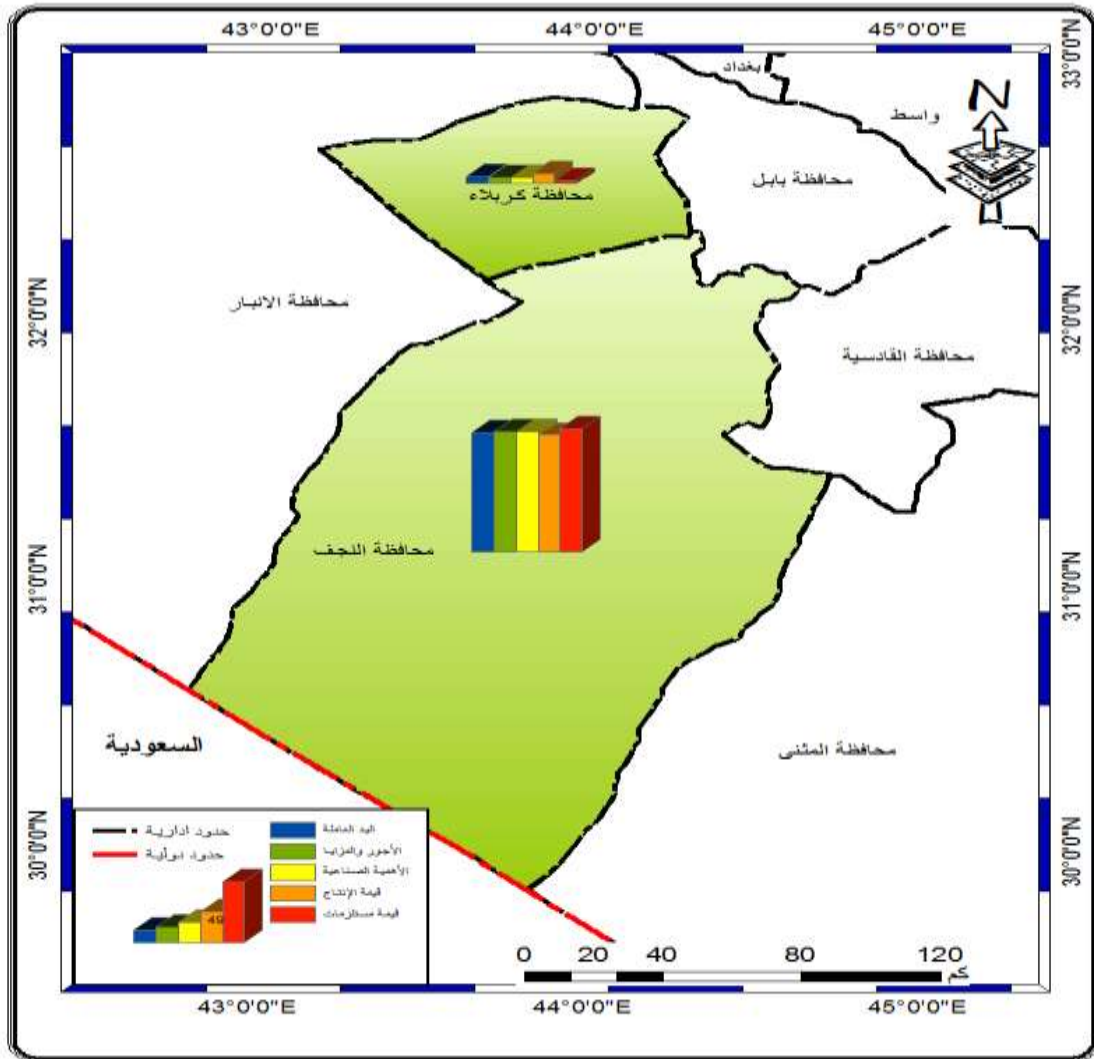 43°0'0"E 44°0'0"E 45°0'0"E
33°0'0"N
بغداد
N
واسط
محافظة بابل
محافظة كربلاء
32°0'0"N
محافظة الانبار
32°0'0"N
محافظة القادسية
محافظة النجف
31°0'0"N
31°0'0"N
السعودية
محافظة المثنى
حدود ادارية
حدود دولية
اليد العاملة
الأجور والمزايا
الأهمية الصناعية
قيمة الإنتاج
قيمة مستلزمات
49
30°0'0"N
30°0'0"N
0 20 40 80 120
كم
43°0'0"E 44°0'0"E 45°0'0"E